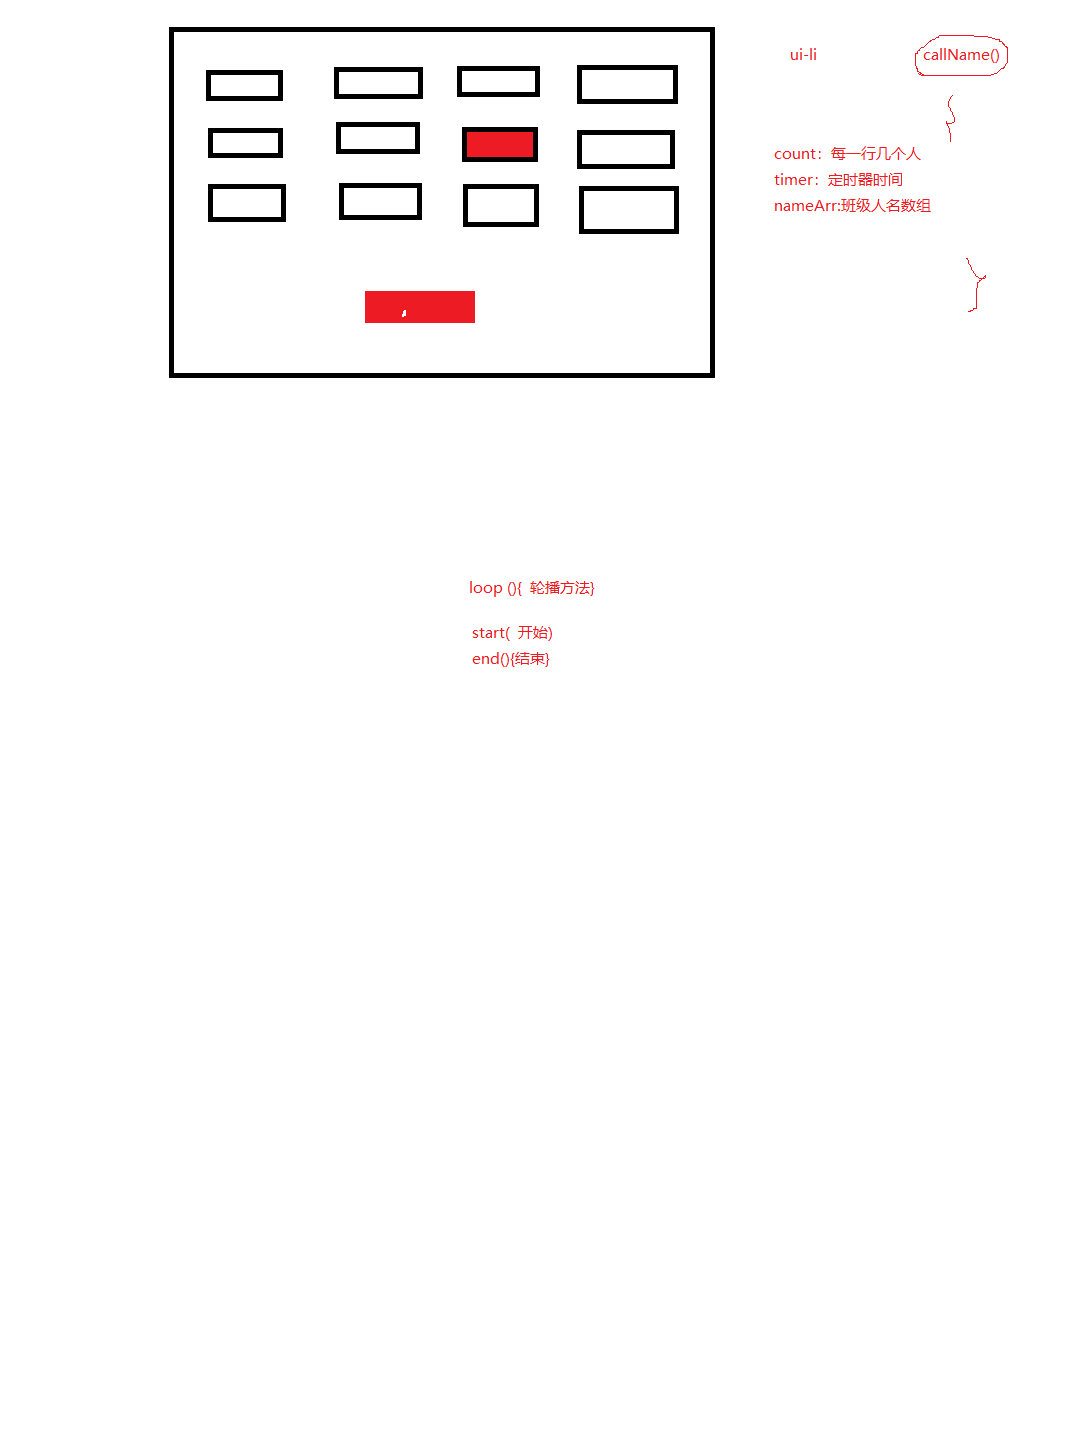 ui-li
callName()
{
count：每一行几个人
timer：定时器时间
nameArr:班级人名数组
}
loop (){ 轮播方法}
start( 开始)
end(){结束}